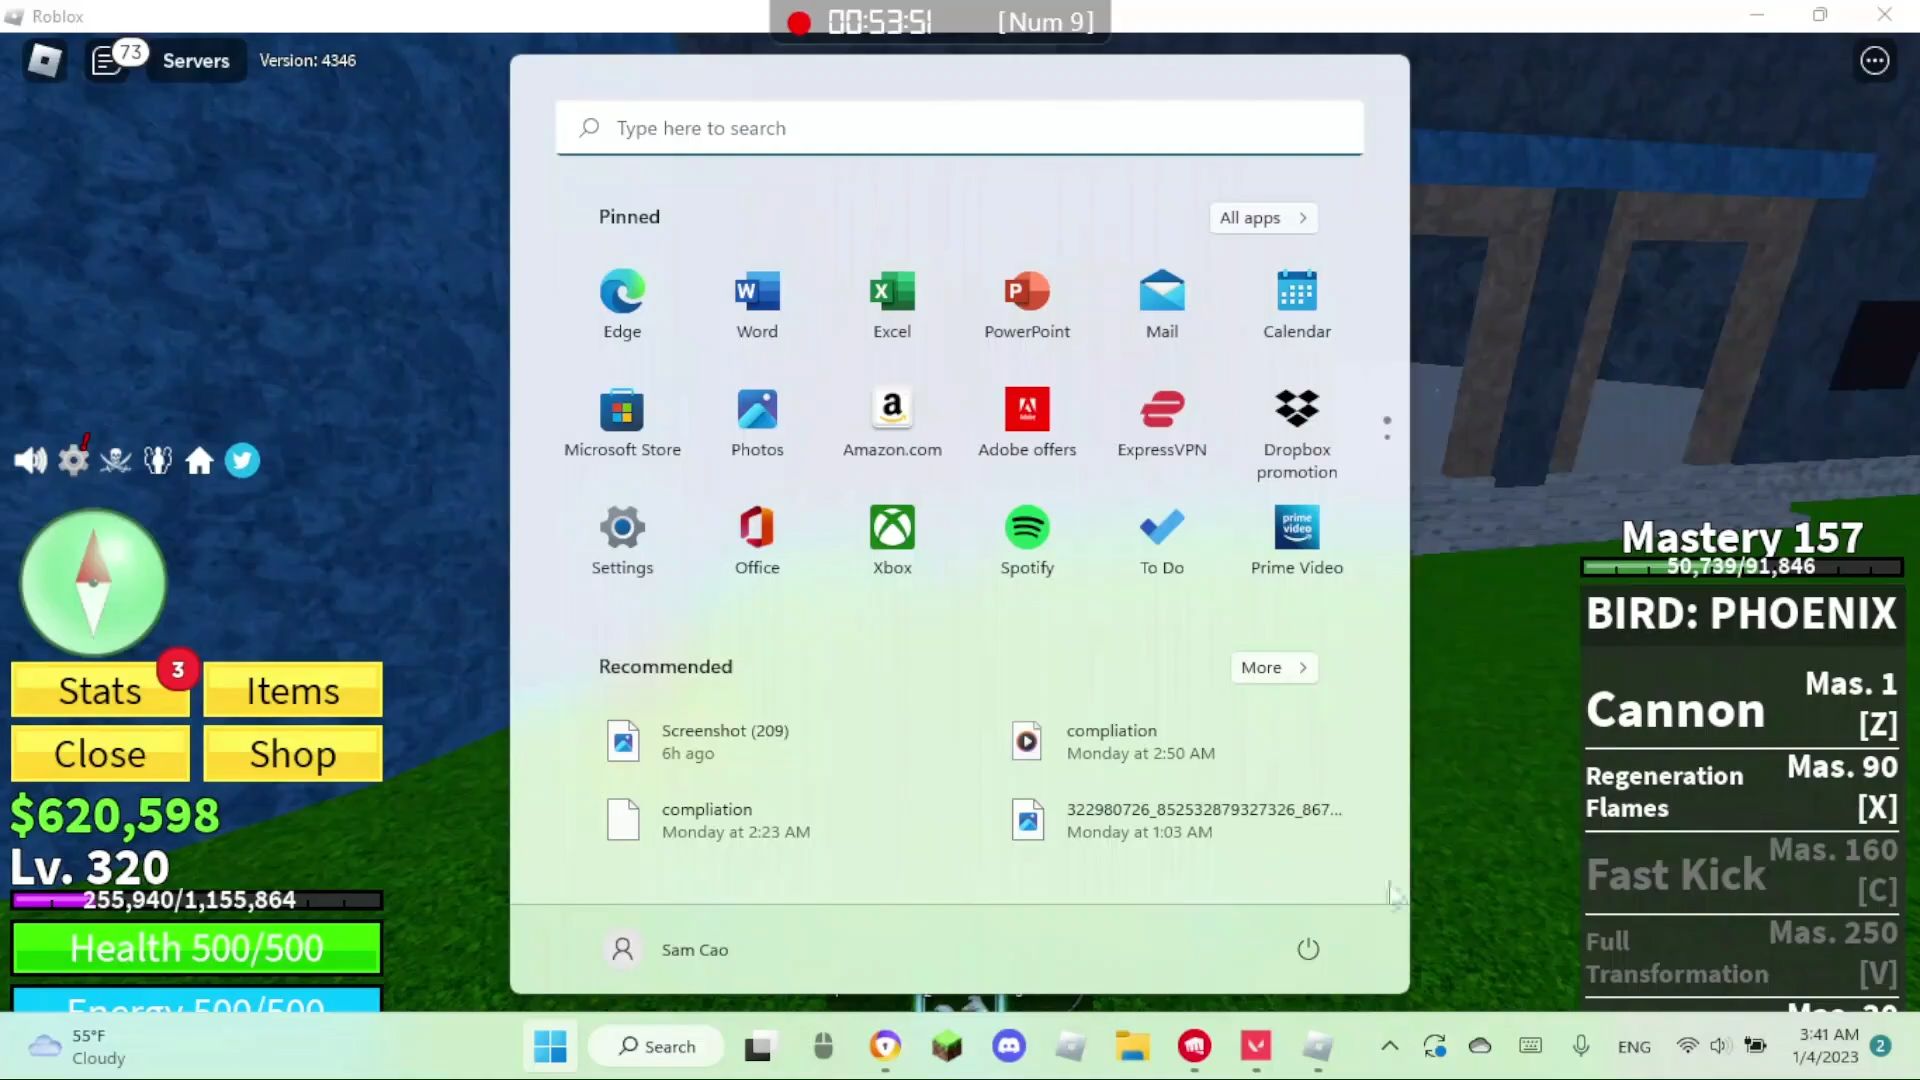 Roblox
00:53:51 [Num 9]
73
Servers
Version: 4346
Type here to search
Pinned
All apps
Edge
Word
Excel
PowerPoint
Mail
Calendar
Microsoft Store
Photos
Amazon.com
Adobe offers
ExpressVPN
Dropbox
promotion
Settings
Office
Xbox
Spotify
To Do
Prime Video
Recommended
More
Screenshot (209)
6h ago
compliation
Monday at 2:50 AM
compliation
Monday at 2:23 AM
322980726_852532879327326_867...
Monday at 1:03 AM
Sam Cao
Stats
3
Items
Close
Shop
$620,598
Lv. 320
255,940/1,155,864
Health 500/500
Energy 500/500
Mastery 157
50,739/91,846
BIRD: PHOENIX
Cannon
Mas. 1
[Z]
Regeneration
Flames
Mas. 90
[X]
Fast Kick
Mas. 160
[C]
Full
Transformation
Mas. 250
[V]
55°F
Cloudy
Search
ENG
3:41 AM
1/4/2023
2